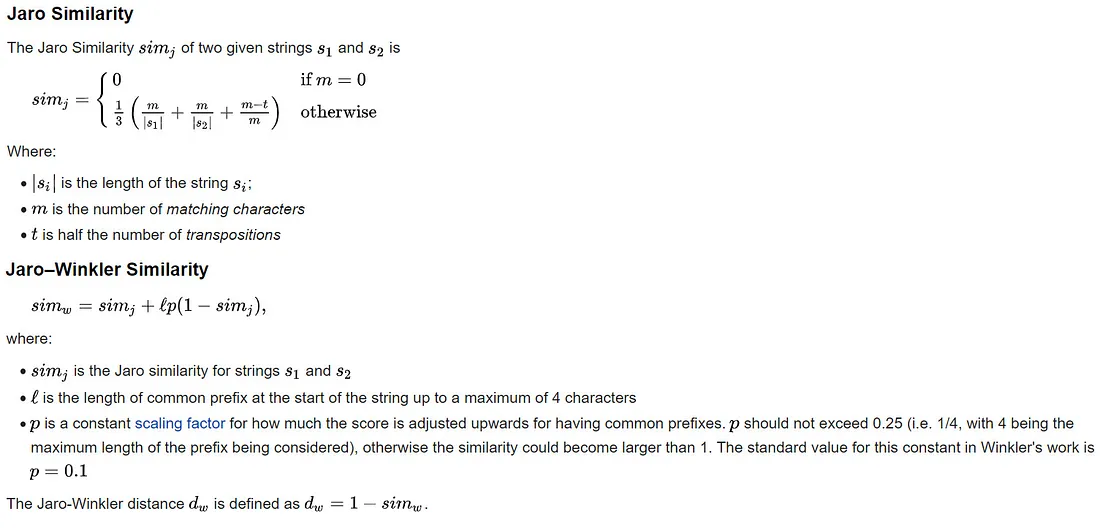 Jaro Similarity
The Jaro Similarity $sim_j$ of two given strings $s_1$ and $s_2$ is
$sim_j = \begin{cases} 0 & \text{if } m = 0 \\ \frac{1}{3}\left(\frac{m}{|s_1|} + \frac{m}{|s_2|} + \frac{m-t}{m}\right) & \text{otherwise} \end{cases}$
Where:
• $|s_i|$ is the length of the string $s_i$;
• $m$ is the number of matching characters
• $t$ is half the number of transpositions
Jaro–Winkler Similarity
$sim_w = sim_j + \ell p(1 - sim_j),$
where:
• $sim_j$ is the Jaro similarity for strings $s_1$ and $s_2$
• $\ell$ is the length of common prefix at the start of the string up to a maximum of 4 characters
• $p$ is a constant scaling factor for how much the score is adjusted upwards for having common prefixes. $p$ should not exceed 0.25 (i.e. 1/4, with 4 being the
maximum length of the prefix being considered), otherwise the similarity could become larger than 1. The standard value for this constant in Winkler's work is
$p = 0.1$
The Jaro-Winkler distance $d_w$ is defined as $d_w = 1 - sim_w$.